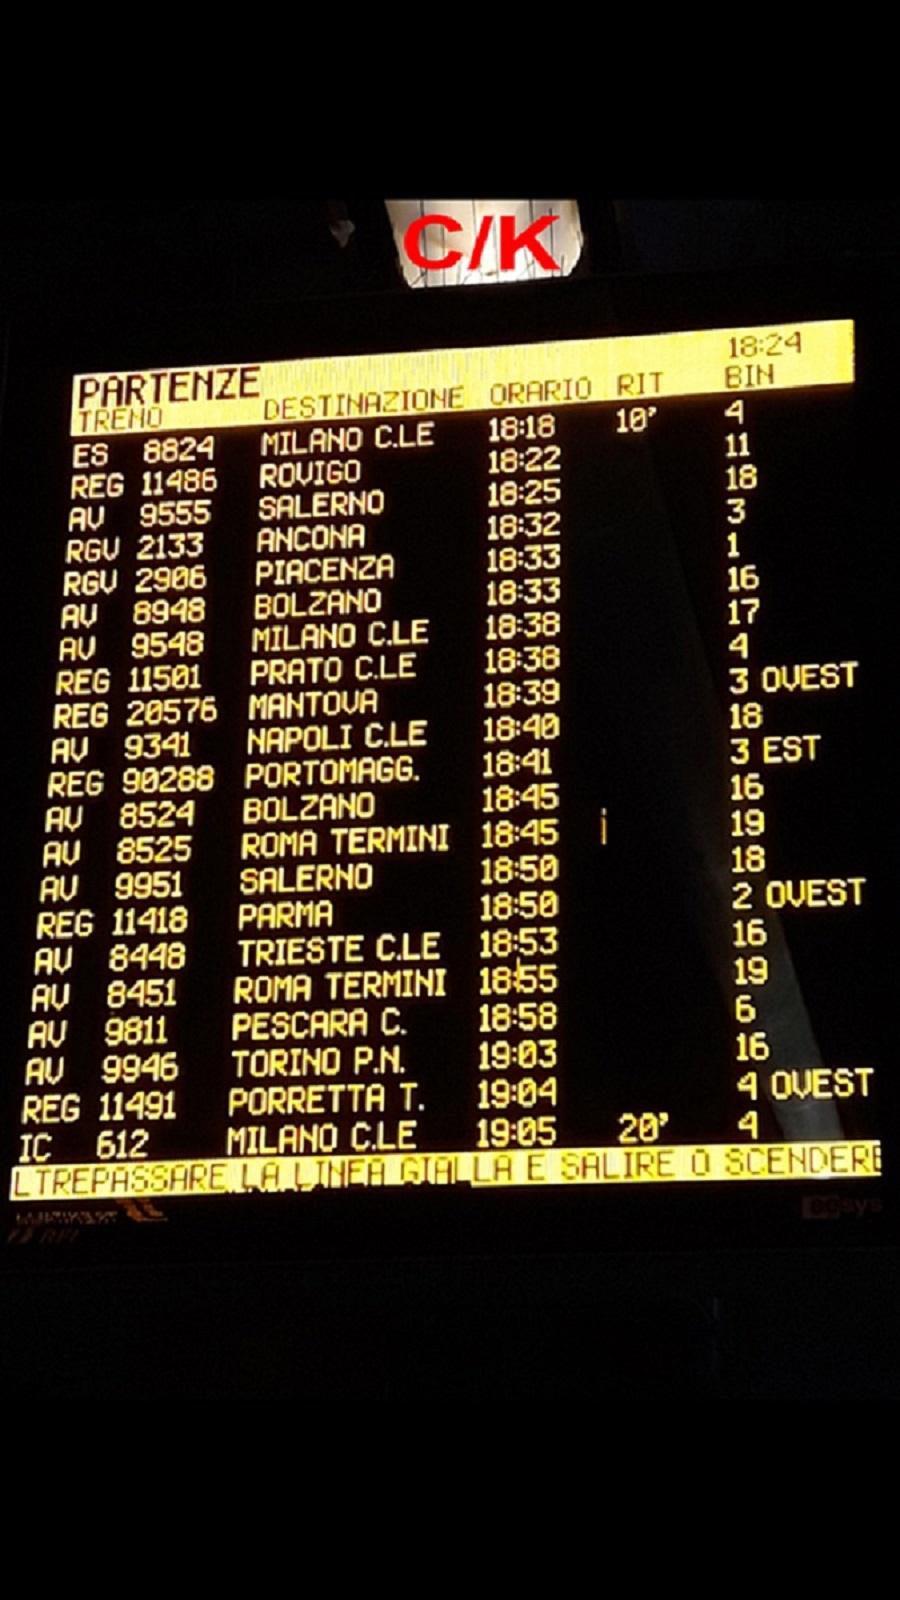 C/K
18:24
PARTENZE
TRENO DESTINAZIONE ORARIO RIT BIN
ES 8824 MILANO C.LE 18:18 10' 4
REG 11486 ROVIGO 18:22 11
AV 9555 SALERNO 18:25 18
RGV 2133 ANCONA 18:32 3
RGV 2906 PIACENZA 18:33 1
AV 8948 BOLZANO 18:33 16
AV 9548 MILANO C.LE 18:38 17
REG 11501 PRATO C.LE 18:38 4
REG 20576 MANTOVA 18:39 3 OVEST
AV 9341 NAPOLI C.LE 18:40 18
REG 90288 PORTOMAGG. 18:41 3 EST
AV 8524 BOLZANO 18:45 16
AV 8525 ROMA TERMINI 18:45 19
AV 9951 SALERNO 18:50 18
REG 11418 PARMA 18:50 2 OVEST
AV 8448 TRIESTE C.LE 18:53 16
AV 8451 ROMA TERMINI 18:55 19
AV 9811 PESCARA C. 18:58 6
AV 9946 TORINO P.N. 19:03 16
REG 11491 PORRETTA T. 19:04 4 OVEST
IC 612 MILANO C.LE 19:05 20' 4
LTREPASSARE LA LINEA GIALLA E SALIRE O SCENDERE
RFI